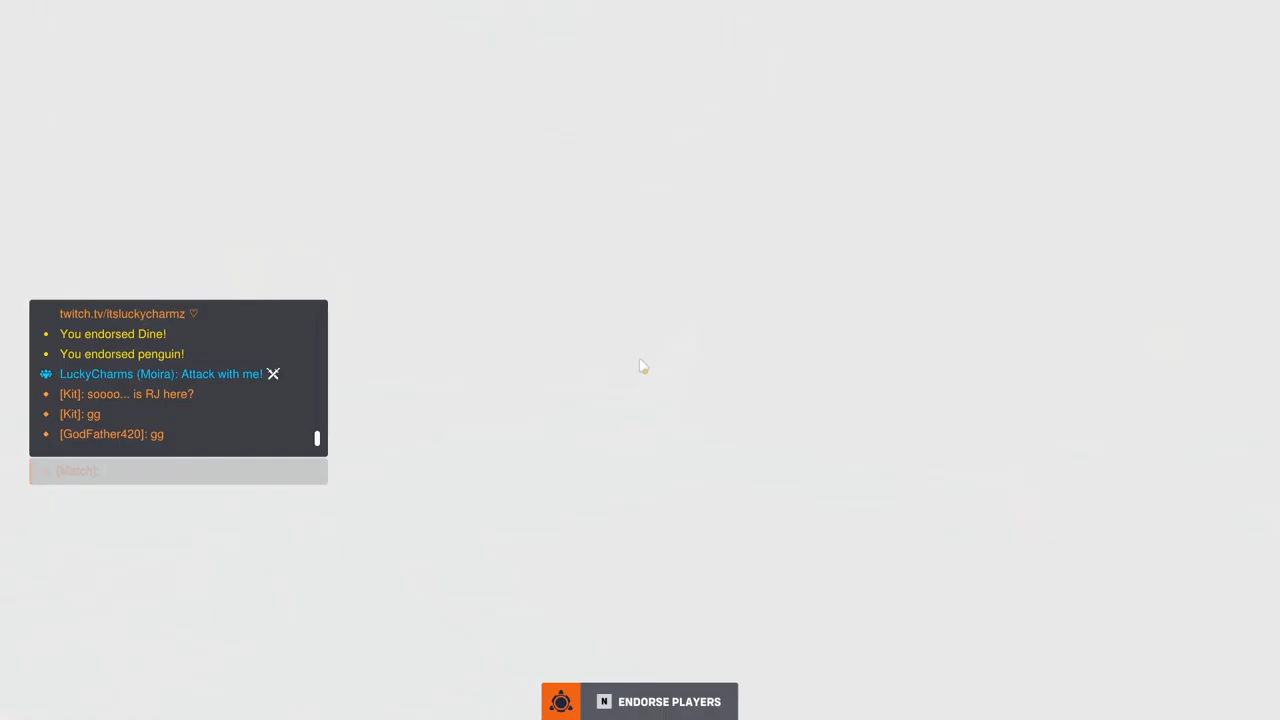 twitch.tv/itsluckycharmz ♡
You endorsed Dine!
You endorsed penguin!
LuckyCharms (Moira): Attack with me!
[Kit]: soooo... is RJ here?
[Kit]: gg
[GodFather420]: gg
[Match]:
N ENDORSE PLAYERS